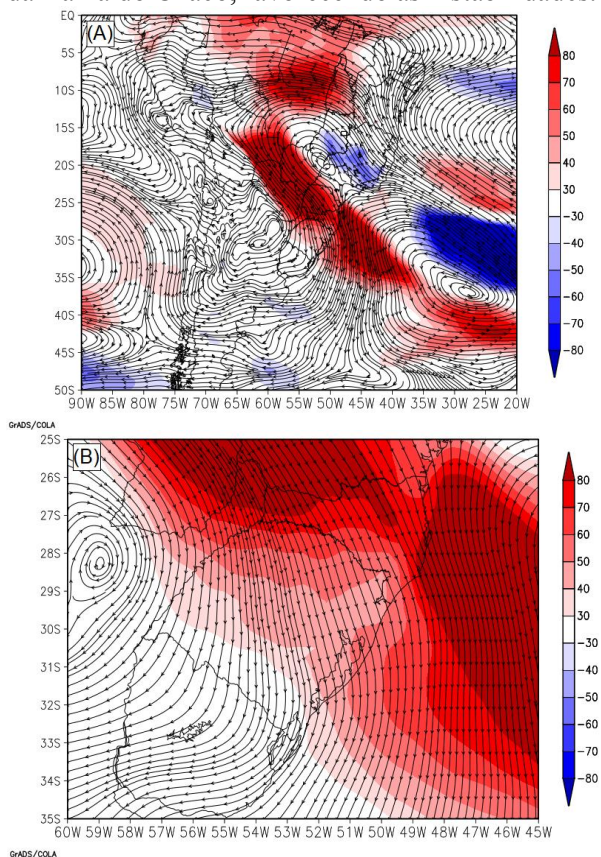 (A)
EQ
5S
10S
15S
20S
25S
30S
35S
40S
45S
50S
90W 85W 80W 75W 70W 65W 60W 55W 50W 45W 40W 35W 30W 25W 20W
80
70
60
50
40
30
-30
-40
-50
-60
-70
-80
GrADS/COLA
(B)
25S
26S
27S
28S
29S
30S
31S
32S
33S
34S
35S
60W 59W 58W 57W 56W 55W 54W 53W 52W 51W 50W 49W 48W 47W 46W 45W
80
70
60
50
40
30
-30
-40
-50
-60
-70
-80
GrADS/COLA